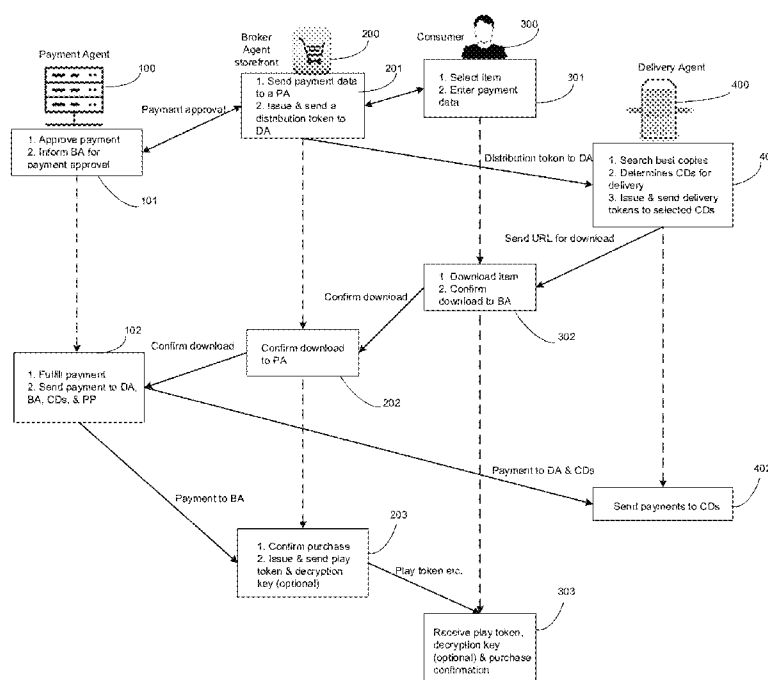 Payment Agent
100
Broker
Agent
storefront
200
Consumer
300
Delivery Agent
400
1. Send payment data
to a PA
2. Issue & send a
distribution token to
DA
201
1. Select item
2. Enter payment
data
301
Payment approval
1. Approve payment
2. Inform BA for
payment approval
101
Distribution token to DA
1. Search best copies
2. Determines CDs for
delivery
3. Issue & send delivery
tokens to selected CDs
Send URL for download
1. Download item
2. Confirm
download to BA
302
Confirm download
Confirm download
to PA
202
Confirm download
102
1. Fulfill payment
2. Send payment to DA,
BA, CDs, & PP
Payment to DA & CDs
402
Send payments to CDs
Payment to BA
203
1. Confirm purchase
2. Issue & send play
token & decryption
key (optional)
Play token etc.
303
Receive play token,
decryption key
(optional) & purchase
confirmation